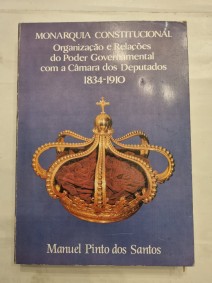 MONARQUIA CONSTITUCIONAL
Organização e Relações
do Poder Governamental
com a Câmara dos Deputados
1834-1910
Manuel Pinto dos Santos